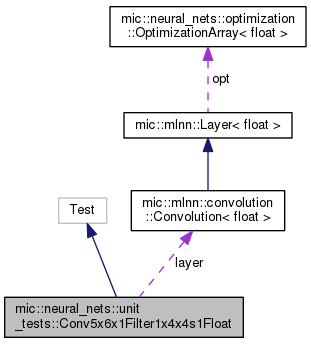 mic::neural_nets::optimization
::OptimizationArray< float >
opt
mic::mlnn::Layer< float >
mic::mlnn::convolution
::Convolution< float >
Test
layer
mic::neural_nets::unit
_tests::Conv5x6x1Filter1x4x4s1Float